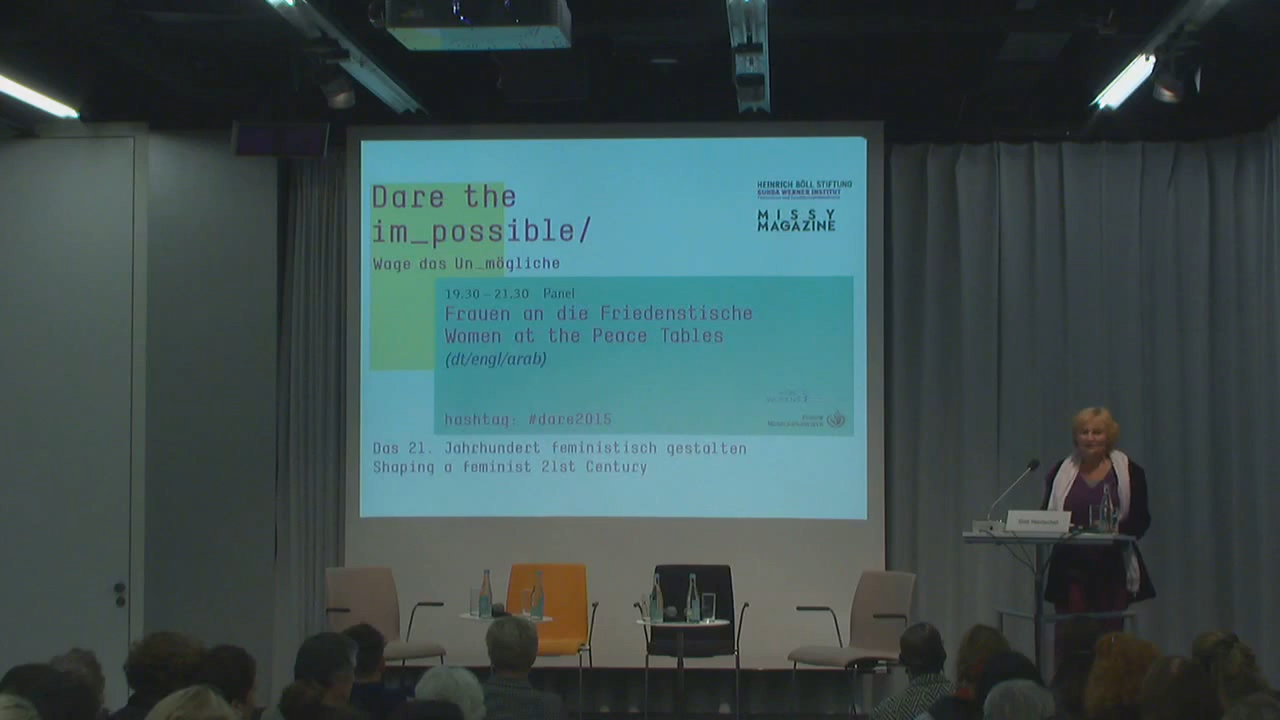 Dare the
im_possible/
Wage das Un_mögliche
HEINRICH BÖLL STIFTUNG
GUNDA WERNER INSTITUT
MISSY
MAGAZINE
19.30 – 21.30 Panel
Frauen an die Friedenstische
Women at the Peace Tables
(dt/engl/arab)
hashtag: #dare2015
Das 21. Jahrhundert feministisch gestalten
Shaping a feminist 21st Century